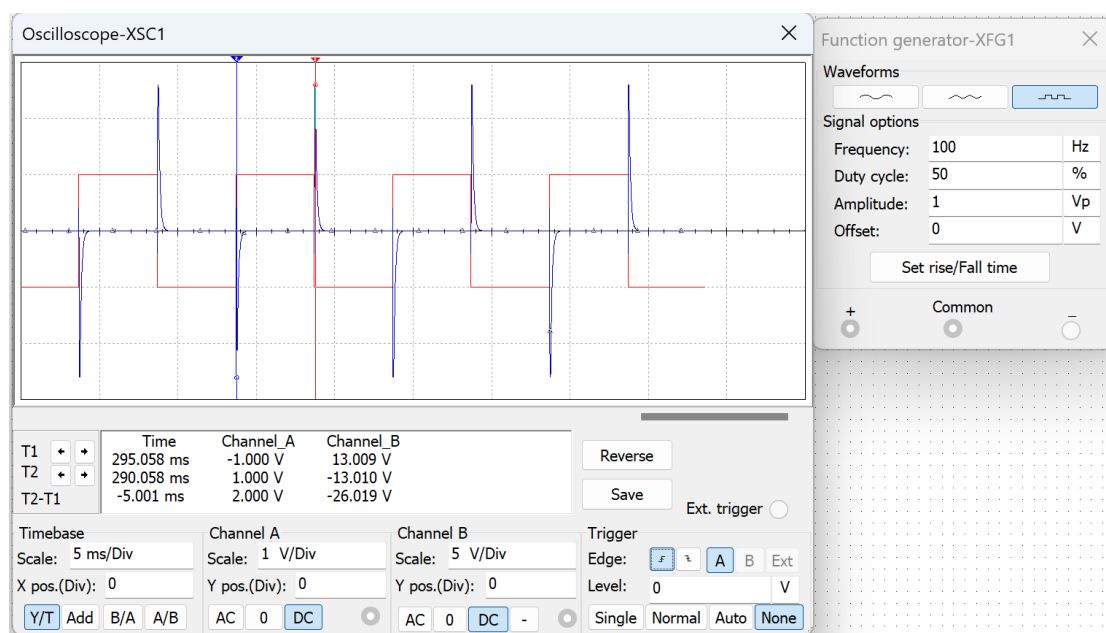 Oscilloscope-XSC1
T1
T2
T2-T1
Time Channel_A Channel_B
295.058 ms -1.000 V 13.009 V
290.058 ms 1.000 V -13.010 V
-5.001 ms 2.000 V -26.019 V
Reverse
Save
Ext. trigger
Timebase
Scale: 5 ms/Div
X pos.(Div): 0
Y/T Add B/A A/B
Channel A
Scale: 1 V/Div
Y pos.(Div): 0
AC 0 DC
Channel B
Scale: 5 V/Div
Y pos.(Div): 0
AC 0 DC -
Trigger
Edge: A B Ext
Level: 0 V
Single Normal Auto None
Function generator-XFG1
Waveforms
Signal options
Frequency: 100 Hz
Duty cycle: 50 %
Amplitude: 1 Vp
Offset: 0 V
Set rise/Fall time
+ Common −